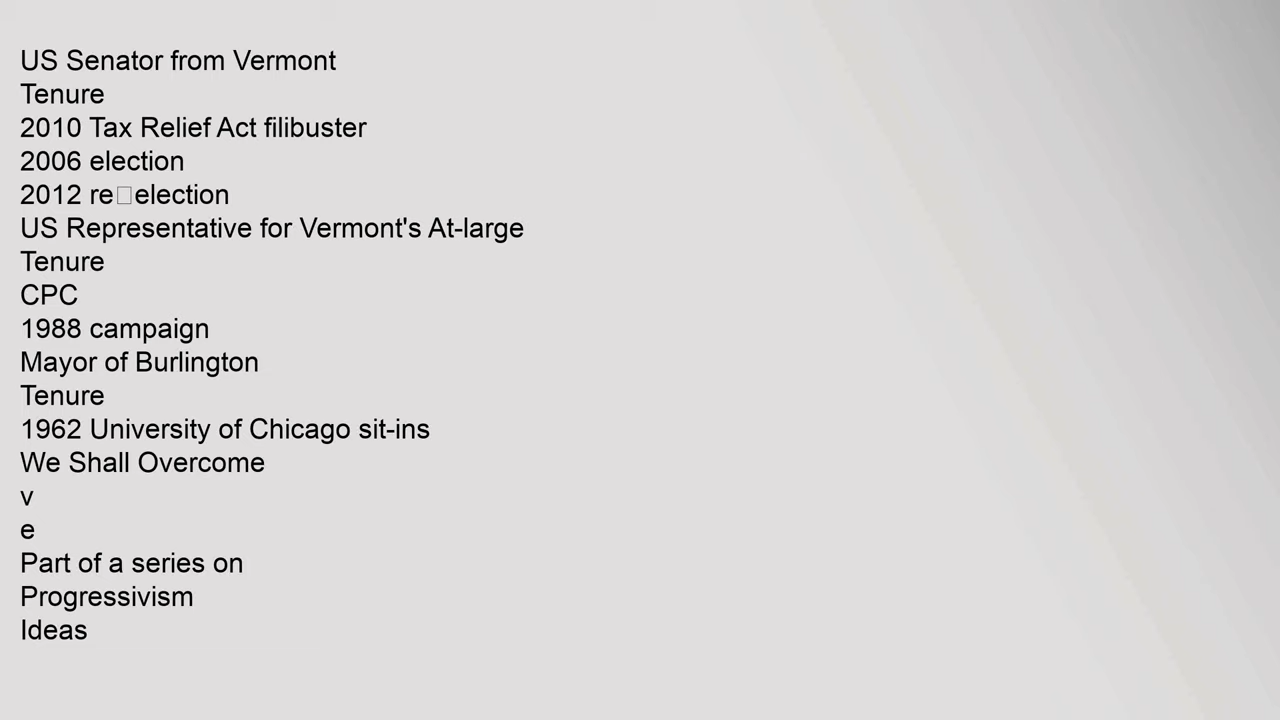 US Senator from Vermont
Tenure
2010 Tax Relief Act filibuster
2006 election
2012 re□election
US Representative for Vermont's At-large
Tenure
CPC
1988 campaign
Mayor of Burlington
Tenure
1962 University of Chicago sit-ins
We Shall Overcome
v
e
Part of a series on
Progressivism
Ideas